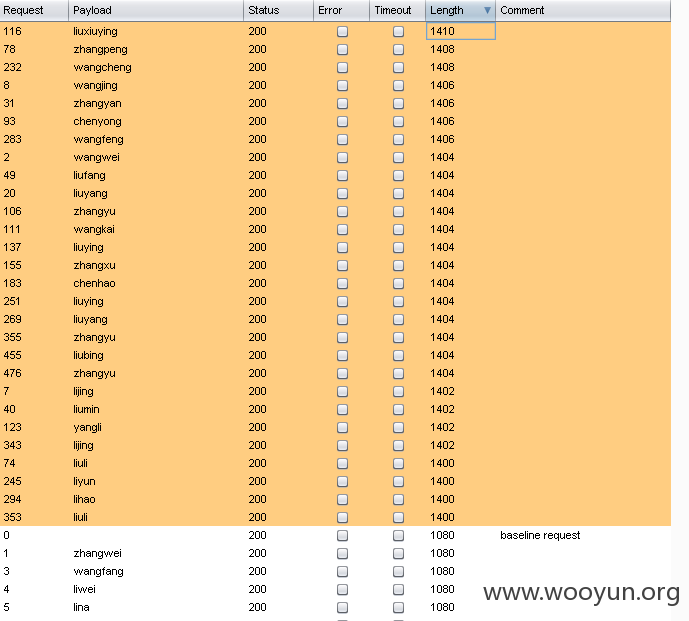 Request Payload Status Error Timeout Length Comment
116 liuxiuying 200 1410
78 zhangpeng 200 1408
232 wangcheng 200 1408
8 wangjing 200 1406
31 zhangyan 200 1406
93 chenyong 200 1406
283 wangfeng 200 1406
2 wangwei 200 1404
49 liufang 200 1404
20 liuyang 200 1404
106 zhangyu 200 1404
111 wangkai 200 1404
137 liuying 200 1404
155 zhangxu 200 1404
183 chenhao 200 1404
251 liuying 200 1404
269 liuyang 200 1404
355 zhangyu 200 1404
455 liubing 200 1404
476 zhangyu 200 1404
7 lijing 200 1402
40 liumin 200 1402
123 yangli 200 1402
343 lijing 200 1402
74 liuli 200 1400
245 liyun 200 1400
294 lihao 200 1400
353 liuli 200 1400
0 200 1080 baseline request
1 zhangwei 200 1080
3 wangfang 200 1080
4 liwei 200 1080
5 lina 200 1080
www.wooyun.org